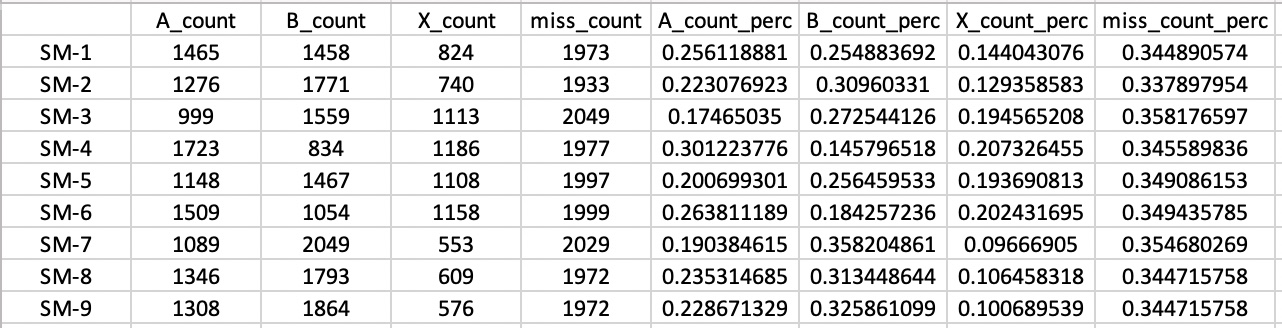 A_count B_count X_count miss_count A_count_perc B_count_perc X_count_perc miss_count_perc
SM-1 1465 1458 824 1973 0.256118881 0.254883692 0.144043076 0.344890574
SM-2 1276 1771 740 1933 0.223076923 0.30960331 0.129358583 0.337897954
SM-3 999 1559 1113 2049 0.17465035 0.272544126 0.194565208 0.358176597
SM-4 1723 834 1186 1977 0.301223776 0.145796518 0.207326455 0.345589836
SM-5 1148 1467 1108 1997 0.200699301 0.256459533 0.193690813 0.349086153
SM-6 1509 1054 1158 1999 0.263811189 0.184257236 0.202431695 0.349435785
SM-7 1089 2049 553 2029 0.190384615 0.358204861 0.09666905 0.354680269
SM-8 1346 1793 609 1972 0.235314685 0.313448644 0.106458318 0.344715758
SM-9 1308 1864 576 1972 0.228671329 0.325861099 0.100689539 0.344715758